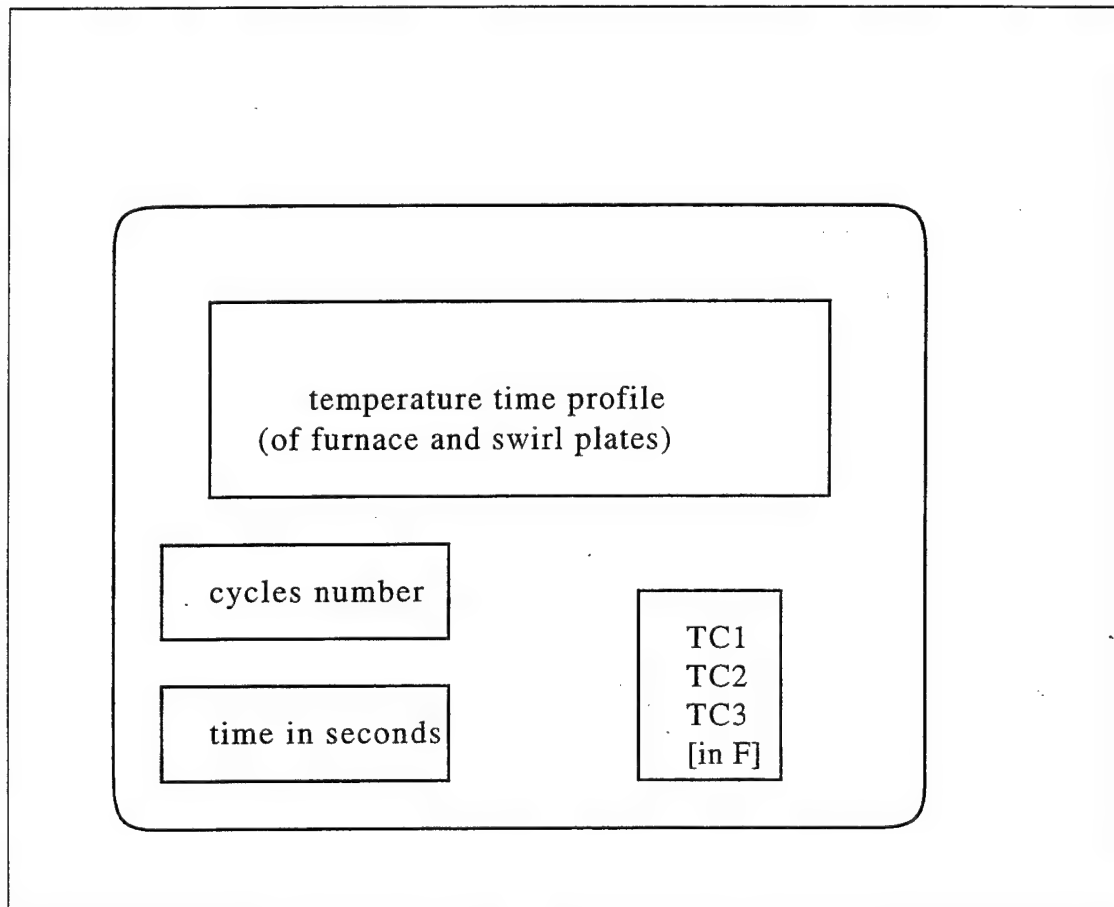 temperature time profile
(of furnace and swirl plates)
cycles number
time in seconds
TC1
TC2
TC3
[in F]